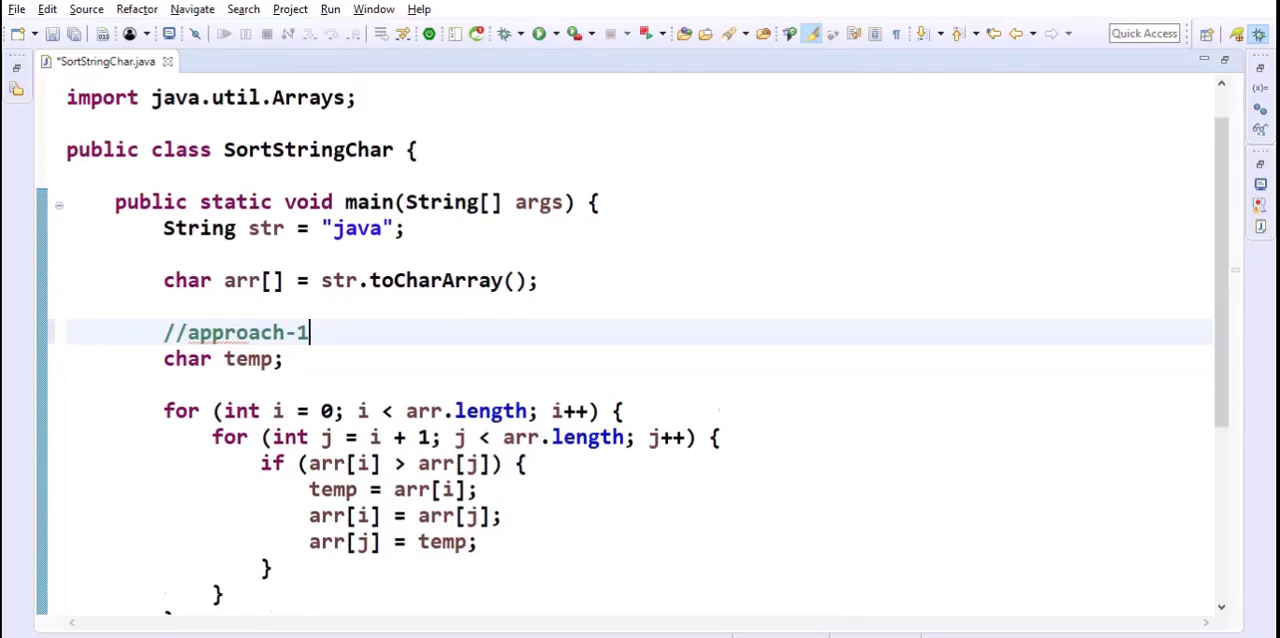 File Edit Source Refactor Navigate Search Project Run Window Help
Quick Access
*SortStringChar.java
import java.util.Arrays;
public class SortStringChar {
public static void main(String[] args) {
String str = "java";
char arr[] = str.toCharArray();
//approach-1
char temp;
for (int i = 0; i < arr.length; i++) {
for (int j = i + 1; j < arr.length; j++) {
if (arr[i] > arr[j]) {
temp = arr[i];
arr[i] = arr[j];
arr[j] = temp;
}
}